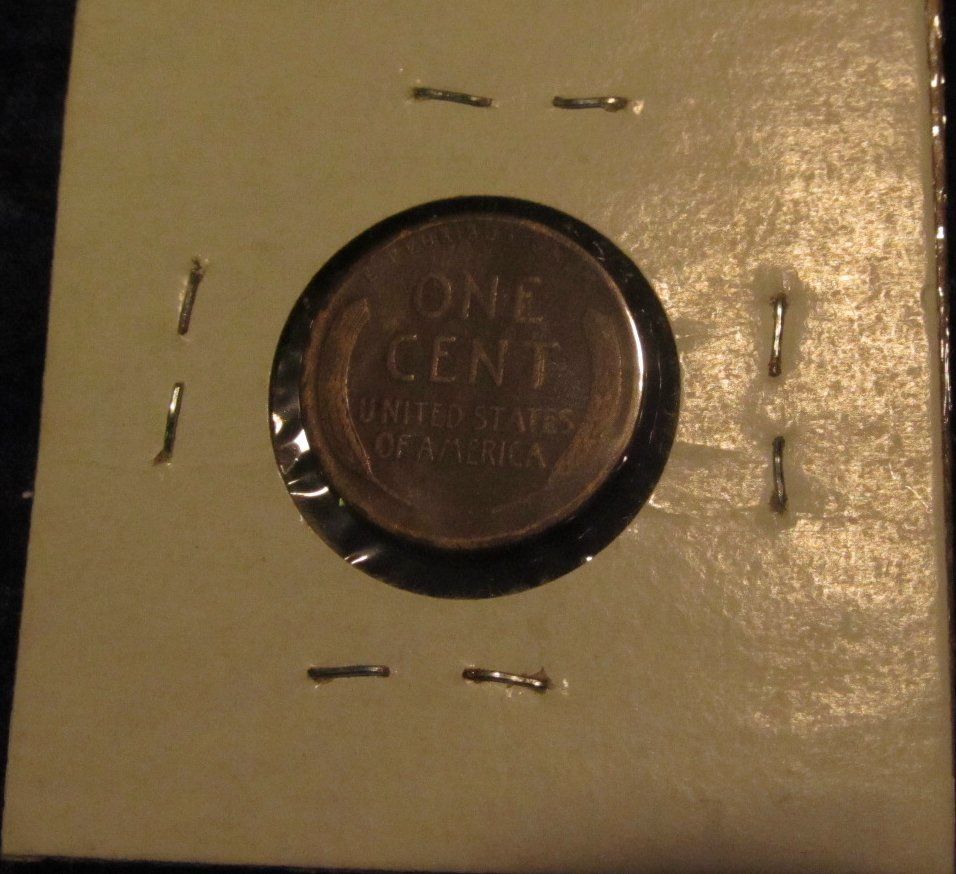 ONE
CENT
UNITED STATES
OF AMERICA